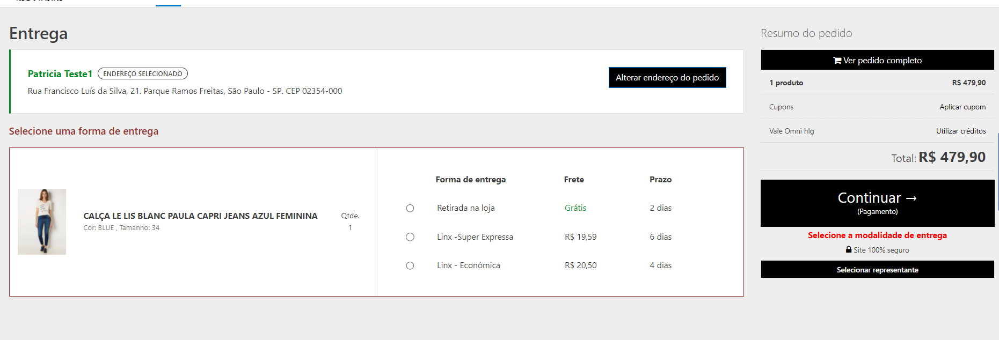 Entrega
Patricia Teste1 ENDEREÇO SELECIONADO
Rua Francisco Luís da Silva, 21. Parque Ramos Freitas, São Paulo - SP. CEP 02354-000
Alterar endereço do pedido
Selecione uma forma de entrega
CALÇA LE LIS BLANC PAULA CAPRI JEANS AZUL FEMININA
Cor: BLUE , Tamanho: 34
Qtde.
1
Forma de entrega Frete Prazo
Retirada na loja Grátis 2 dias
Linx -Super Expressa R$ 19,59 6 dias
Linx - Econômica R$ 20,50 4 dias
Resumo do pedido
Ver pedido completo
1 produto R$ 479,90
Cupons Aplicar cupom
Vale Omni hlg Utilizar créditos
Total: R$ 479,90
Continuar →
(Pagamento)
Selecione a modalidade de entrega
Site 100% seguro
Selecionar representante